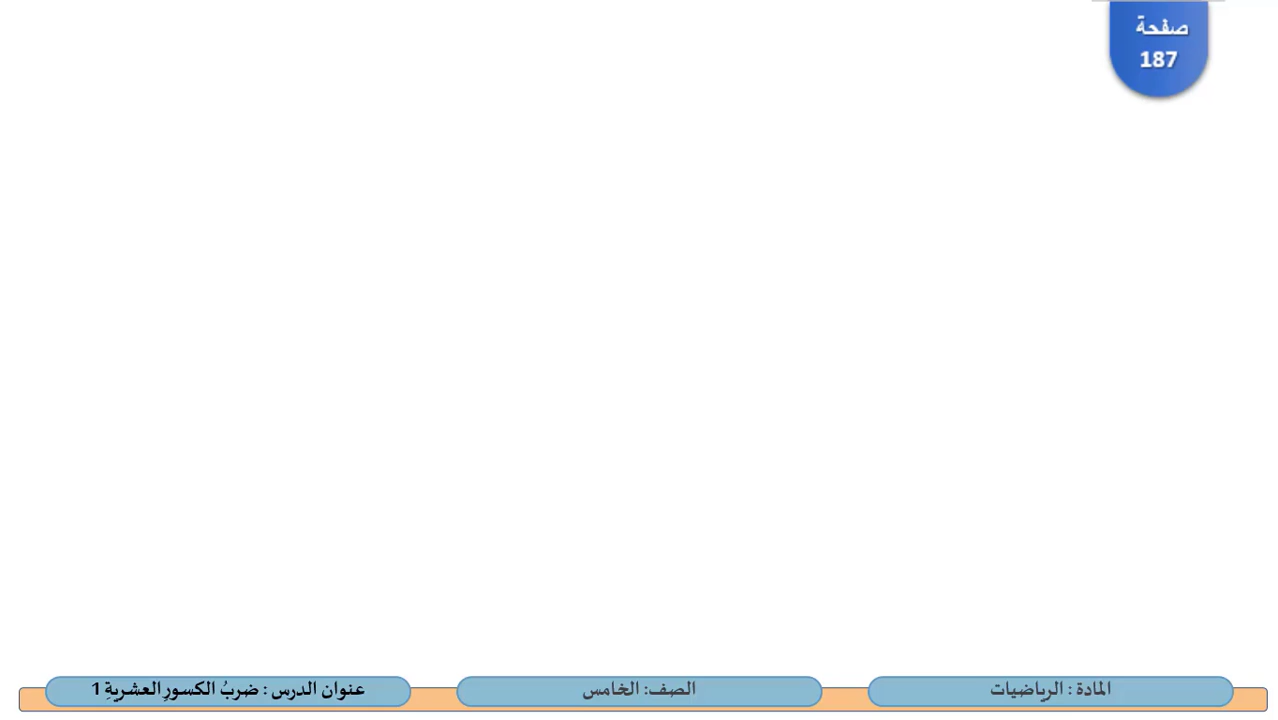 صفحة
187
المادة : الرياضيات
الصف: الخامس
عنوان الدرس : ضربُ الكسورِ العشريةِ 1